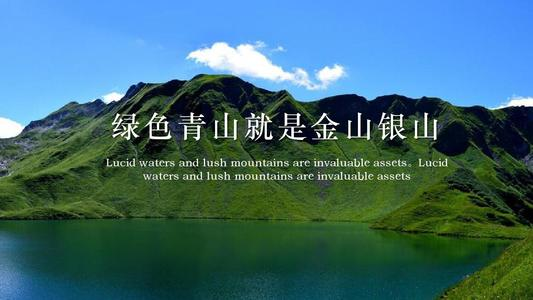 绿色青山就是金山银山
Lucid waters and lush mountains are invaluable assets。Lucid
waters and lush mountains are invaluable assets